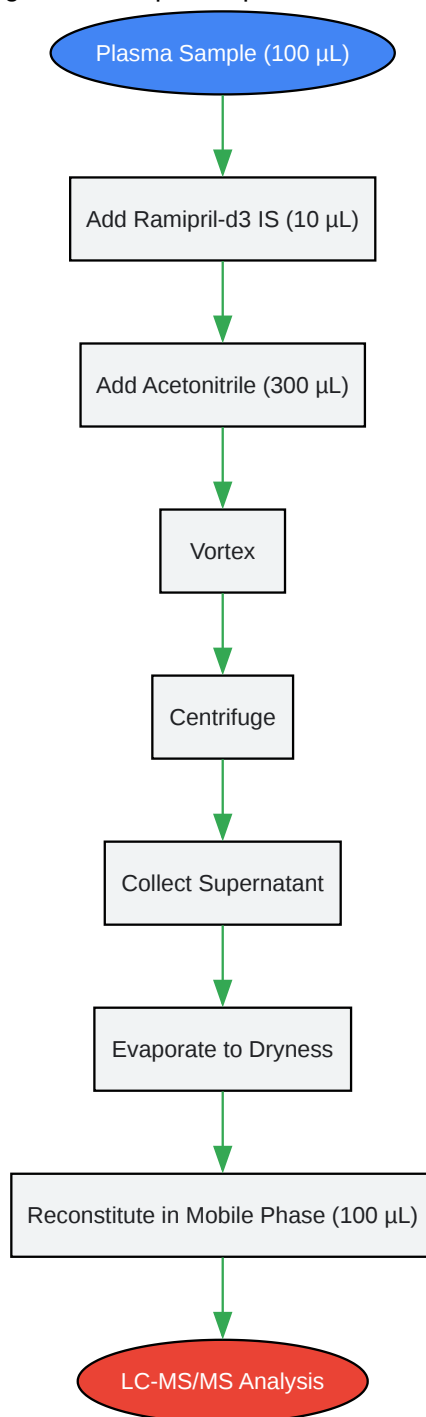 Plasma Sample (100 µL)
Add Ramipril-d3 IS (10 µL)
Add Acetonitrile (300 µL)
Vortex
Centrifuge
Collect Supernatant
Evaporate to Dryness
Reconstitute in Mobile Phase (100 µL)
LC-MS/MS Analysis